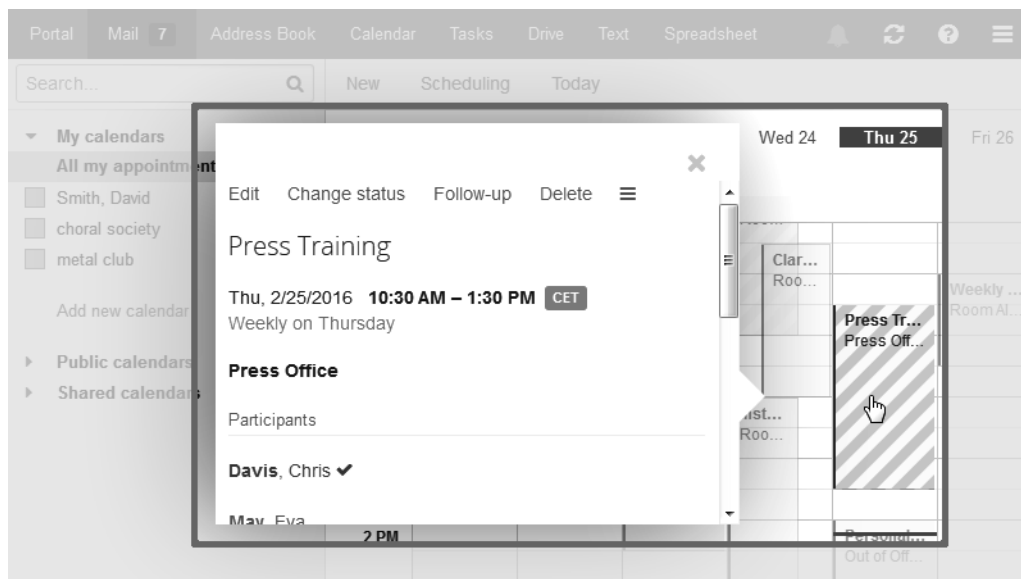 Portal Mail 7 Address Book Calendar Tasks Drive Text Spreadsheet
Search... New Scheduling Today
My calendars
All my appointment
Smith, David
choral society
metal club
Add new calendar
Public calendars
Shared calendars
Wed 24 Thu 25 Fri 26
Edit Change status Follow-up Delete
Press Training
Thu, 2/25/2016 10:30 AM – 1:30 PM CET
Weekly on Thursday
Press Office
Participants
Davis, Chris
May, Eva
2 PM
Clar...
Roo...
Press Tr...
Press Off...
Weekly ...
Room Al...
Roo...
Personal...
Out of Off...